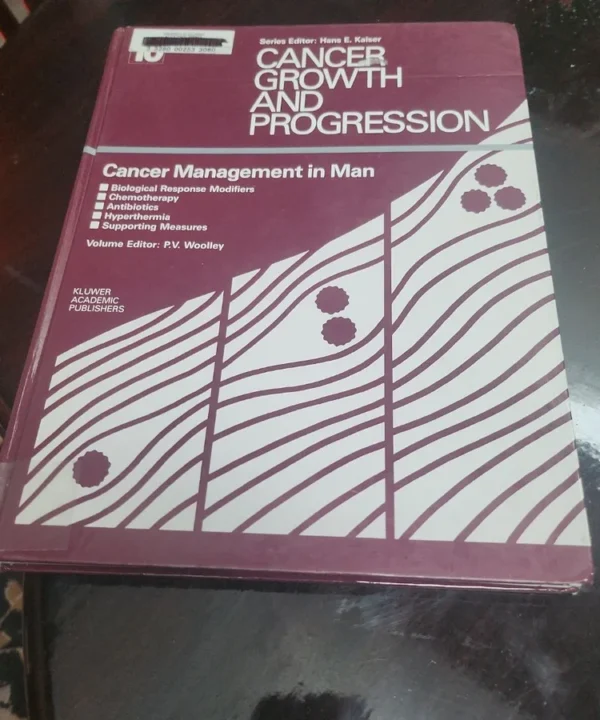 10
Series Editor: Hans E. Kaiser
CANCER
GROWTH
AND
PROGRESSION
Cancer Management in Man
Biological Response Modifiers
Chemotherapy
Antibiotics
Hyperthermia
Supporting Measures
Volume Editor: P.V. Woolley
KLUWER
ACADEMIC
PUBLISHERS